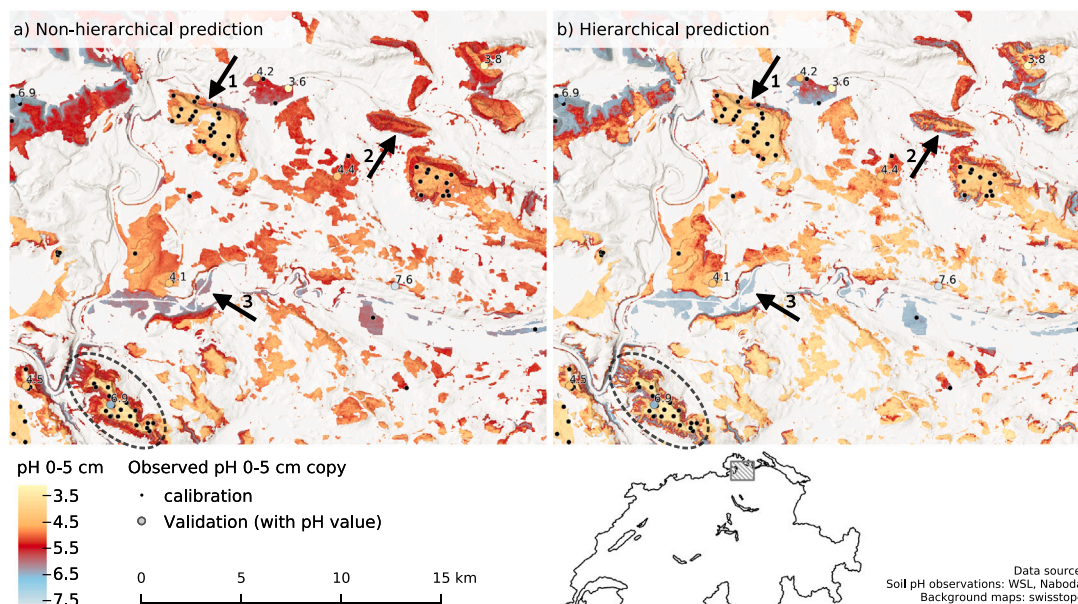 a) Non-hierarchical prediction
6.9
1
4.2
3.6
3.8
2
4.4
4.1
3
7.6
4.5
6.9
b) Hierarchical prediction
6.9
1
4.2
3.6
3.8
2
4.4
4.1
3
7.6
4.5
6.9
pH 0-5 cm
3.5
4.5
5.5
6.5
7.5
Observed pH 0-5 cm copy
calibration
Validation (with pH value)
0 5 10 15 km
Data source
Soil pH observations: WSL, Naboda
Background maps: swisstop